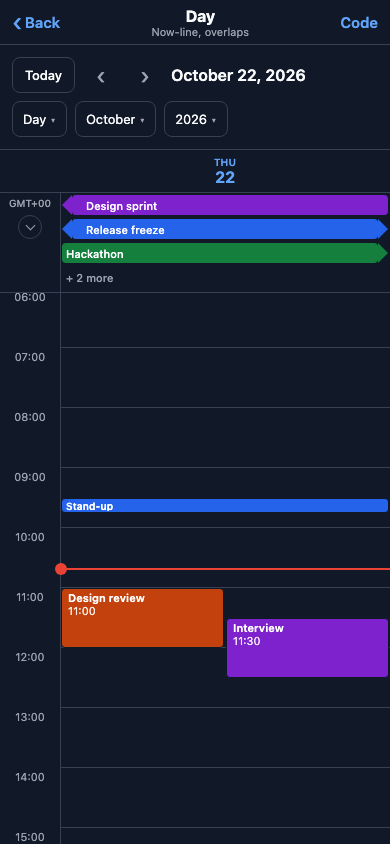 Back
Day
Now-line, overlaps
Code
Today
October 22, 2026
Day
October
2026
THU
22
GMT+00
Design sprint
Release freeze
Hackathon
+ 2 more
06:00
07:00
08:00
09:00
Stand-up
10:00
11:00
Design review
11:00
Interview
11:30
12:00
13:00
14:00
15:00